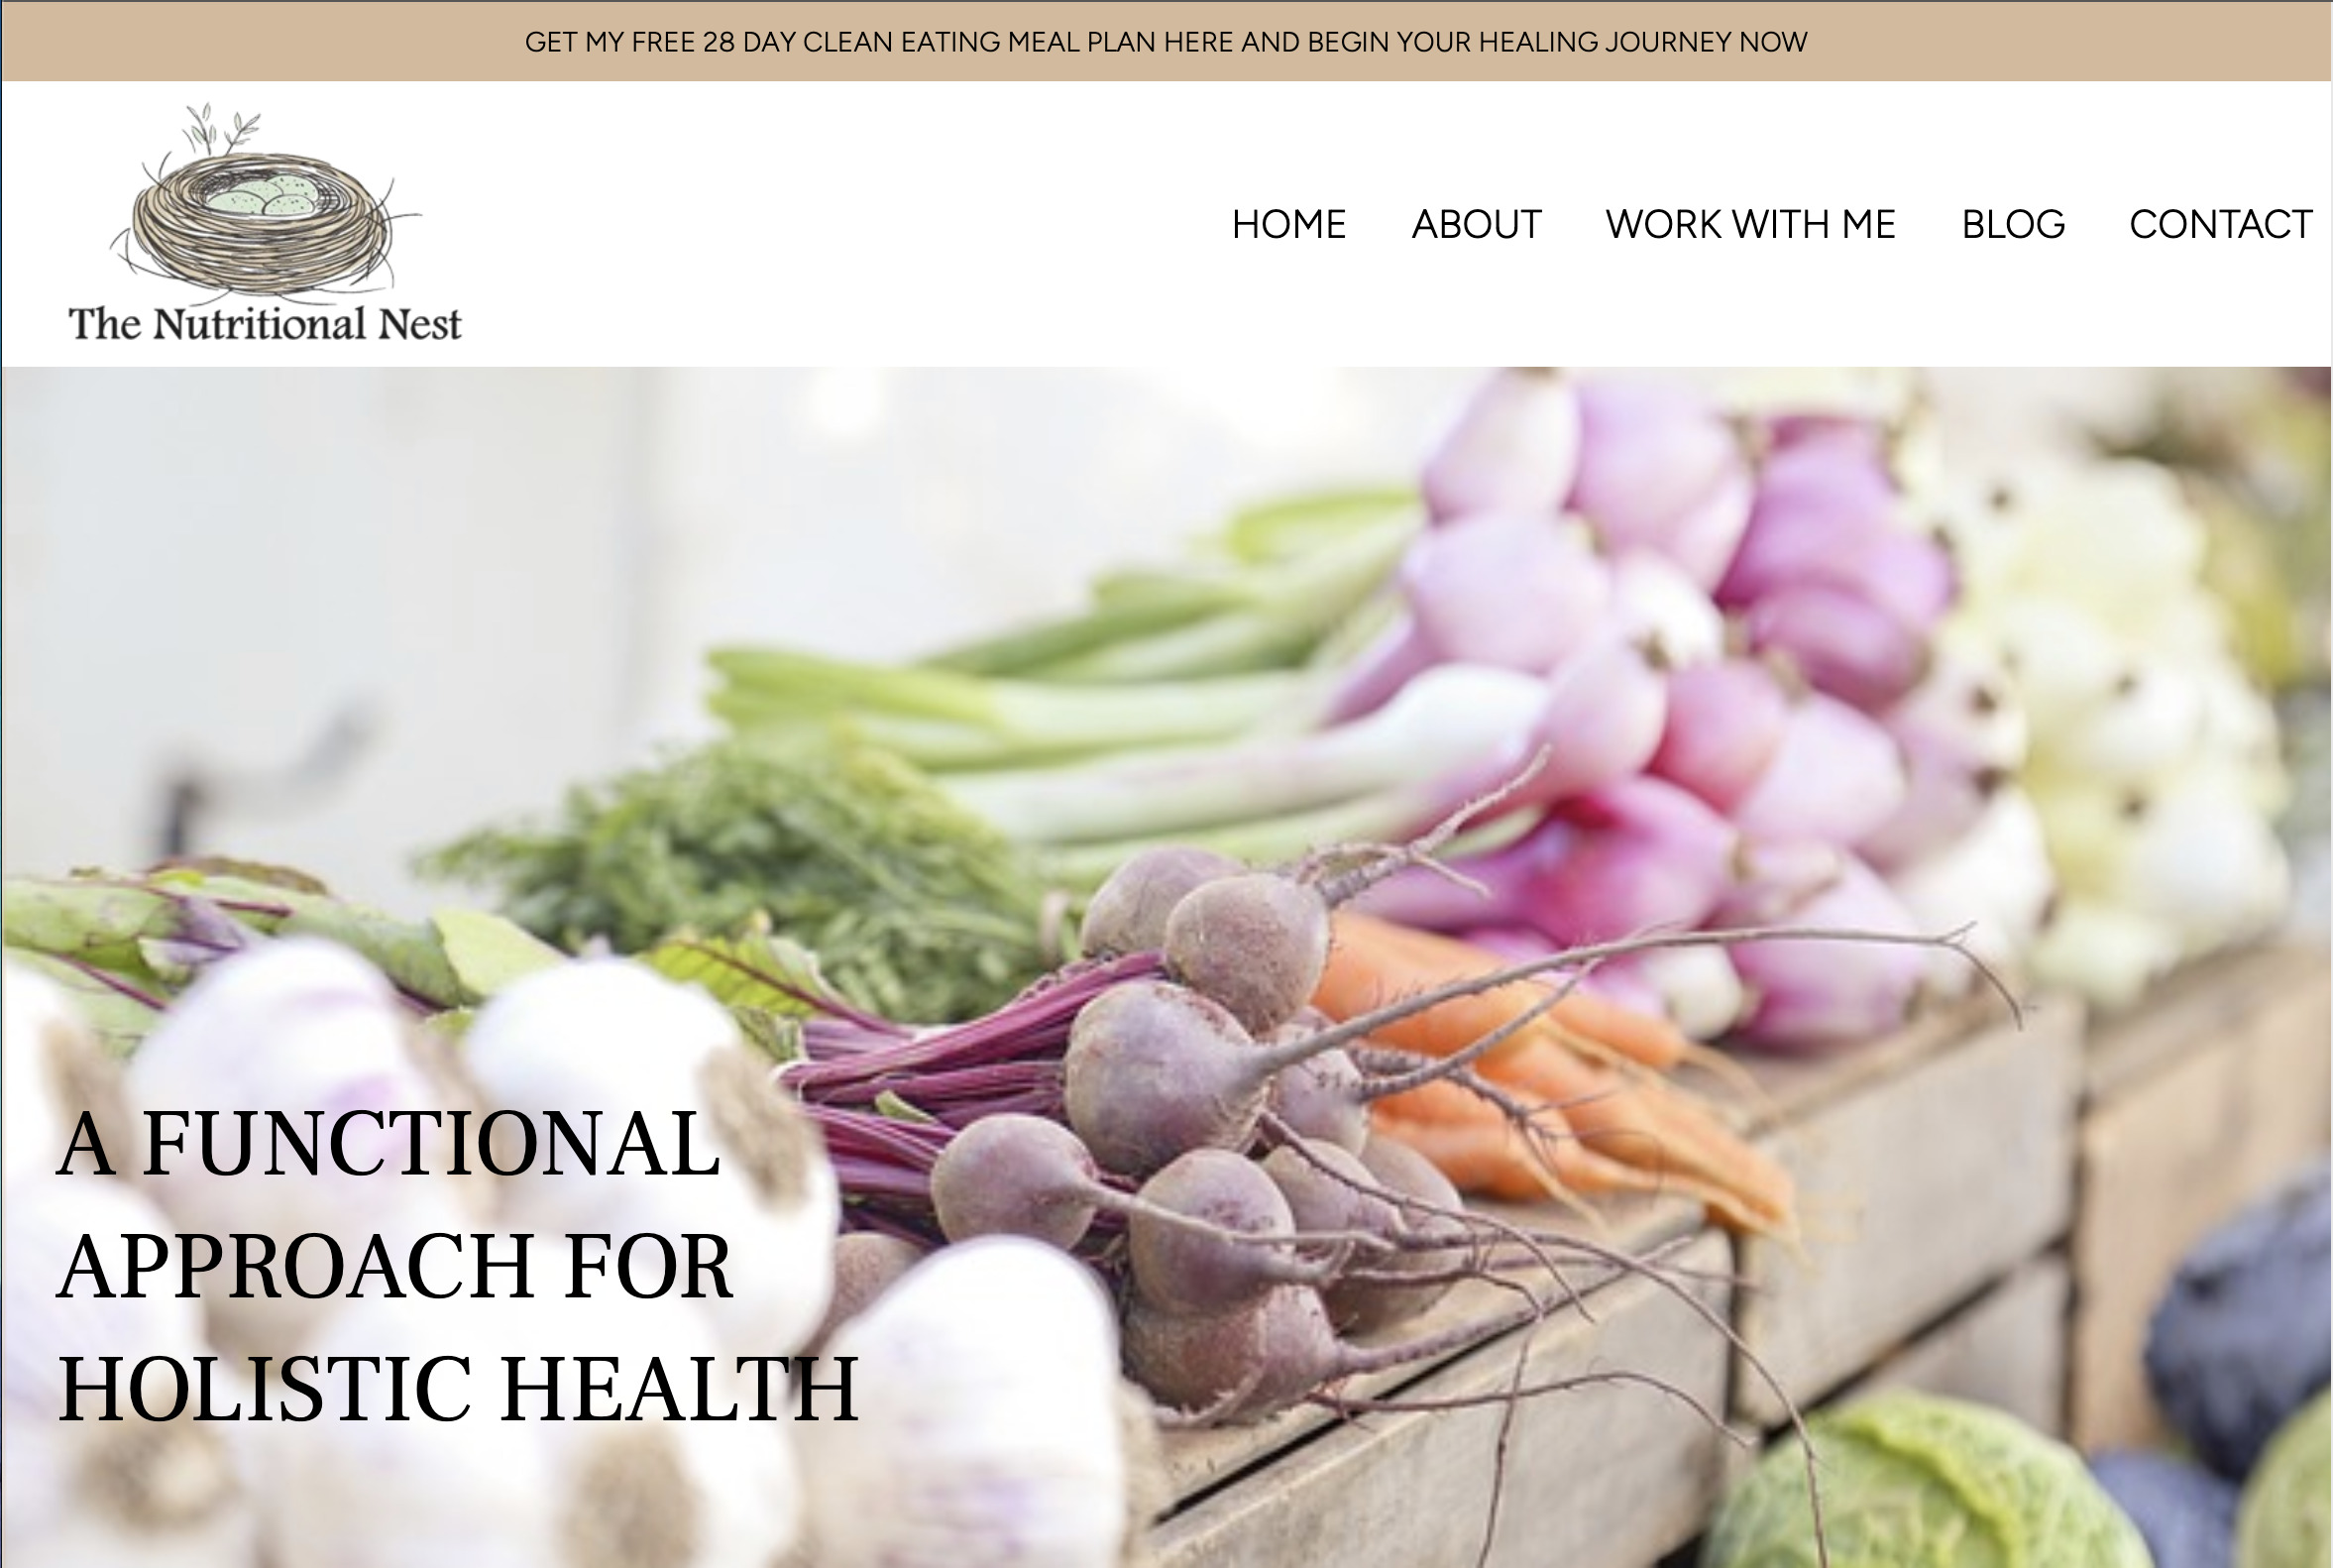 GET MY FREE 28 DAY CLEAN EATING MEAL PLAN HERE AND BEGIN YOUR HEALING JOURNEY NOW
The Nutritional Nest
HOME ABOUT WORK WITH ME BLOG CONTACT
A FUNCTIONAL
APPROACH FOR
HOLISTIC HEALTH